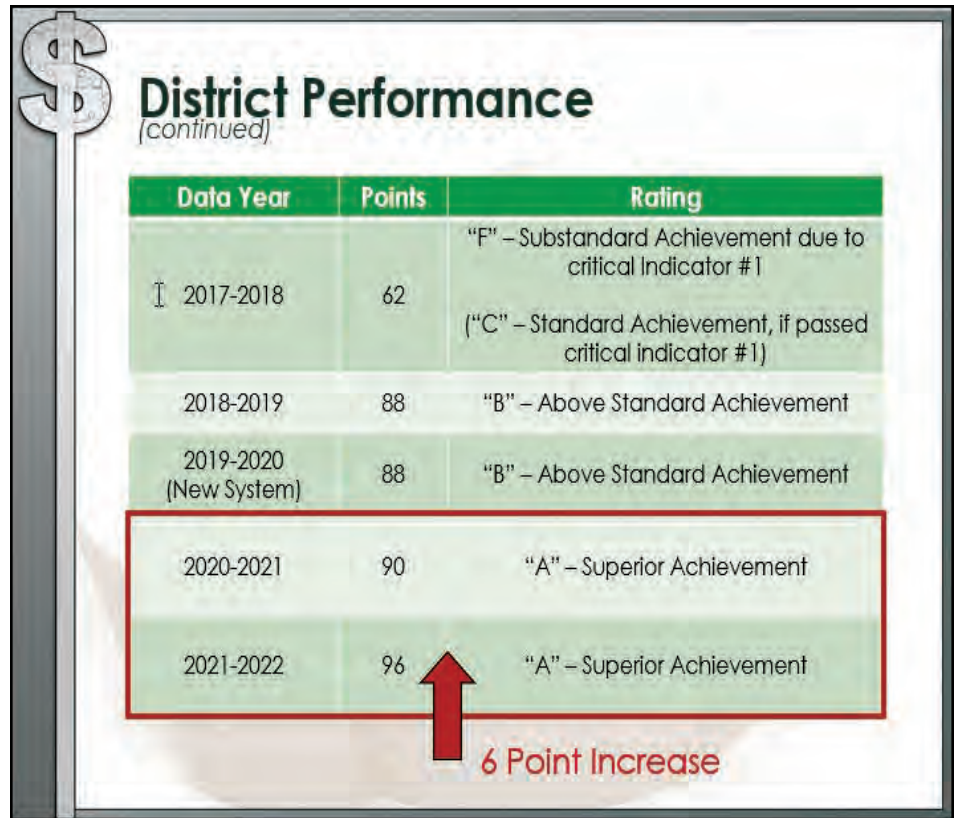 $
District Performance
(continued)
Data Year Points Rating
2017-2018 62 “F” – Substandard Achievement due to
critical Indicator #1
(“C” – Standard Achievement, if passed
critical indicator #1)
2018-2019 88 “B” – Above Standard Achievement
2019-2020
(New System) 88 “B” – Above Standard Achievement
2020-2021 90 “A” – Superior Achievement
2021-2022 96 “A” – Superior Achievement
6 Point Increase